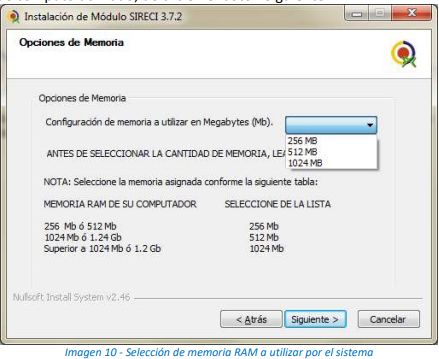 Instalación de Módulo SIRECI 3.7.2
Opciones de Memoria
Opciones de Memoria
Configuración de memoria a utilizar en Megabytes (Mb).
256 MB
512 MB
1024 MB
ANTES DE SELECCIONAR LA CANTIDAD DE MEMORIA,
NOTA: Seleccione la memoria asignada conforme la siguiente tabla:
MEMORIA RAM DE SU COMPUTADOR SELECCIONE DE LA LISTA
256 Mb ó 512 Mb 256 Mb
1024 Mb ó 1.24 Gb 512 Mb
Superior a 1024 Mb ó 1.2 Gb 1024 Mb
Nullsoft Install System v2.46
< Atrás Siguiente > Cancelar
Imagen 10 - Selección de memoria RAM a utilizar por el sistema